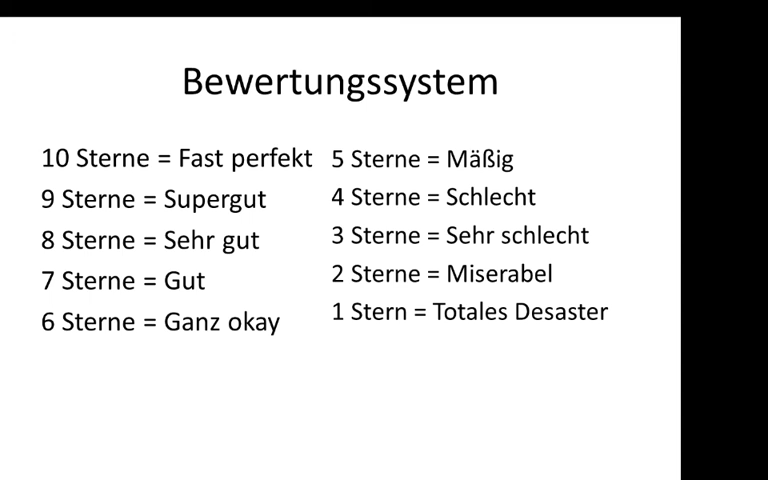 Bewertungssystem
10 Sterne = Fast perfekt
9 Sterne = Supergut
8 Sterne = Sehr gut
7 Sterne = Gut
6 Sterne = Ganz okay
5 Sterne = Mäßig
4 Sterne = Schlecht
3 Sterne = Sehr schlecht
2 Sterne = Miserabel
1 Stern = Totales Desaster